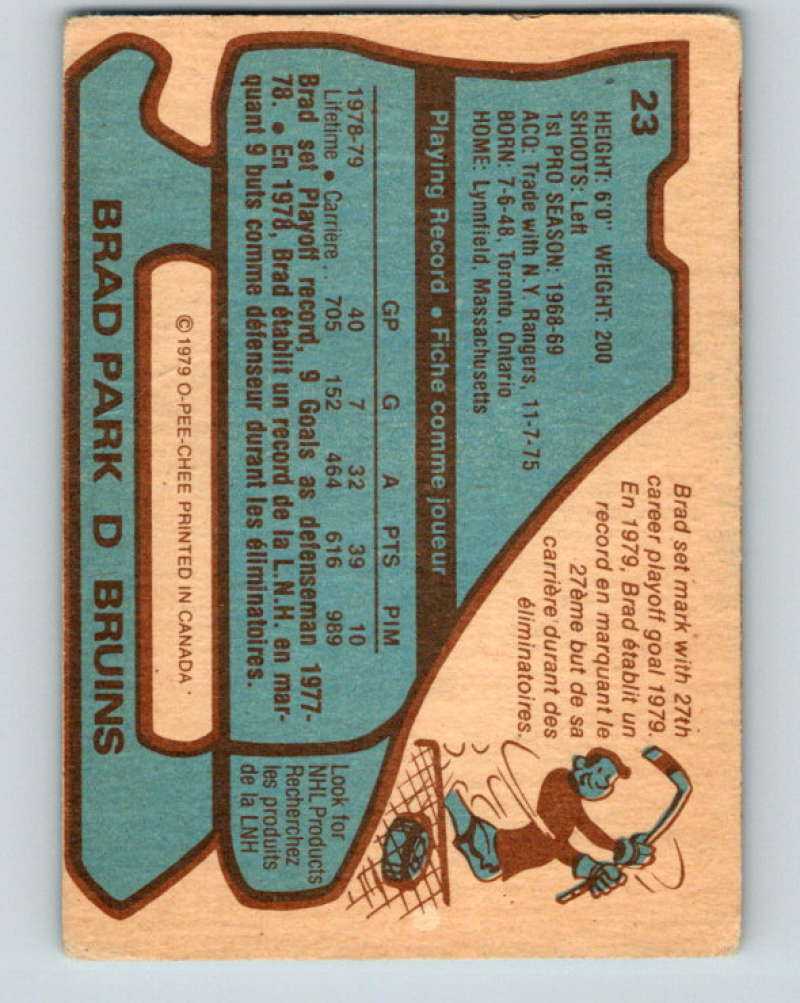 23
HEIGHT: 6'0" WEIGHT: 200
SHOOTS: Left
1st PRO SEASON: 1968-69
ACQ: Trade with N.Y. Rangers, 11-7-75
BORN: 7-6-48, Toronto, Ontario
HOME: Lynnfield, Massachusetts
Brad set mark with 27th
career playoff goal 1979.
En 1979, Brad établit un
record en marquant le
27ème but de sa
carrière durant des
éliminatoires.
Playing Record • Fiche comme joueur
GP G A PTS PIM
1978-79 40 7 32 39 10
Lifetime • Carrière .. 705 152 464 616 989
Brad set Playoff record, 9 Goals as defenseman 1977-
78. • En 1978, Brad établit un record de la L.N.H. en mar-
quant 9 buts comme défenseur durant les éliminatoires.
Look for
NHL Products
Recherchez
les produits
de la LNH
© 1979 O-PEE-CHEE PRINTED IN CANADA
BRAD PARK D BRUINS